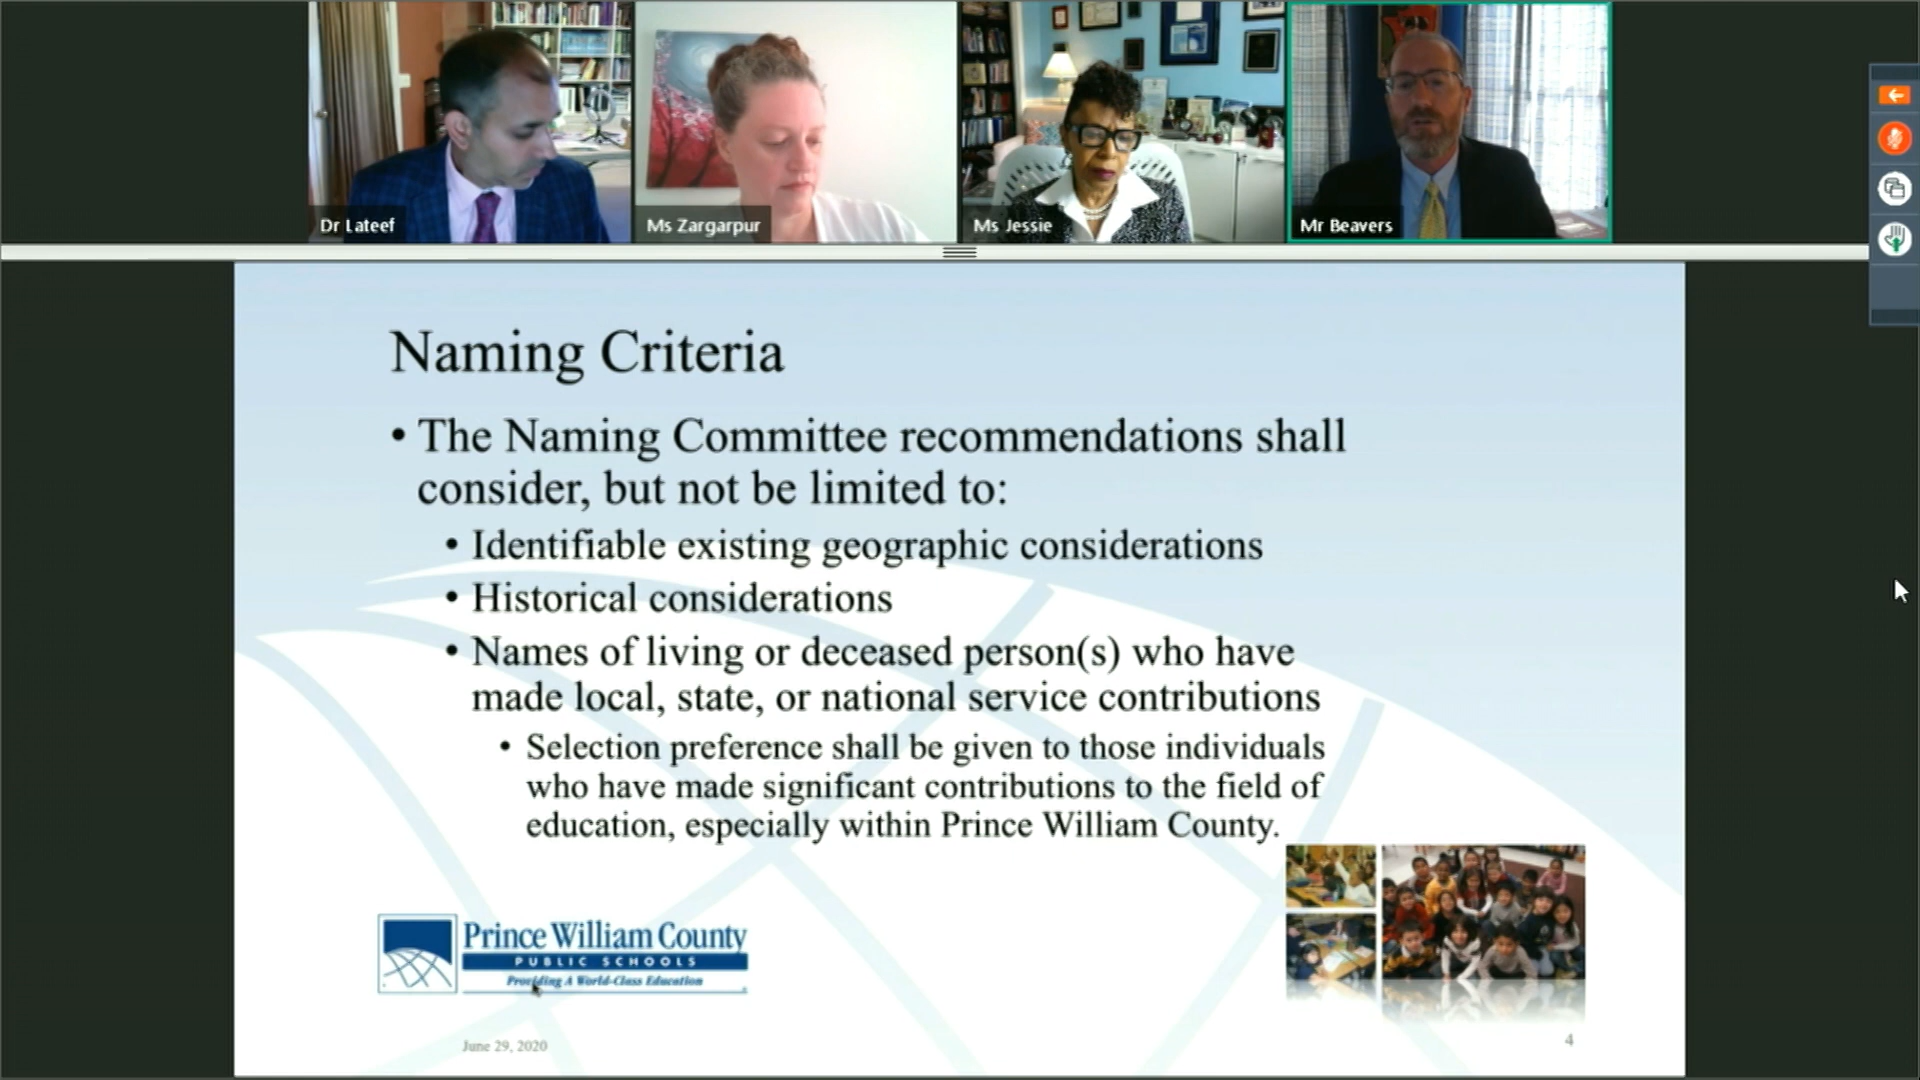 Dr Lateef
Ms Zargarpur
Ms Jessie
Mr Beavers
Naming Criteria
• The Naming Committee recommendations shall
consider, but not be limited to:
• Identifiable existing geographic considerations
• Historical considerations
• Names of living or deceased person(s) who have
made local, state, or national service contributions
• Selection preference shall be given to those individuals
who have made significant contributions to the field of
education, especially within Prince William County.
Prince William County
PUBLIC SCHOOLS
Providing A World-Class Education
June 29, 2020
4